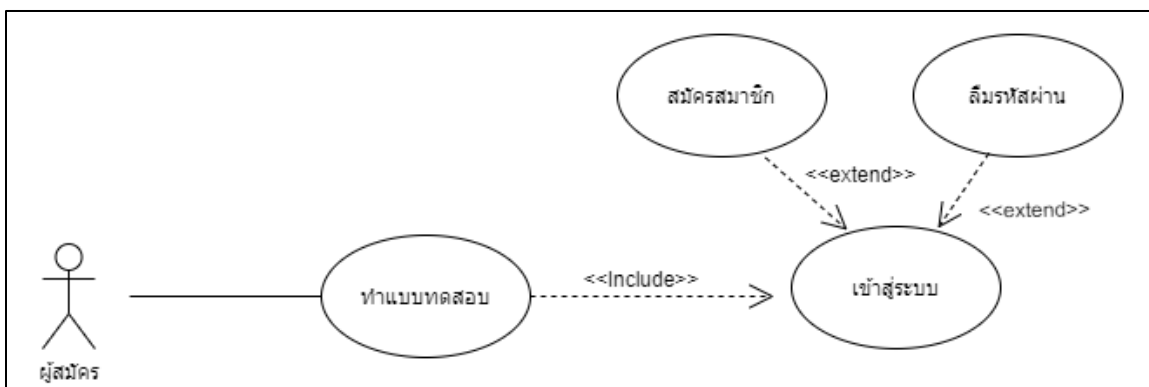 สมัครสมาชิก
ลืมรหัสผ่าน
<<extend>>
<<extend>>
<<Include>>
ทำแบบทดสอบ
เข้าสู่ระบบ
ผู้สมัคร